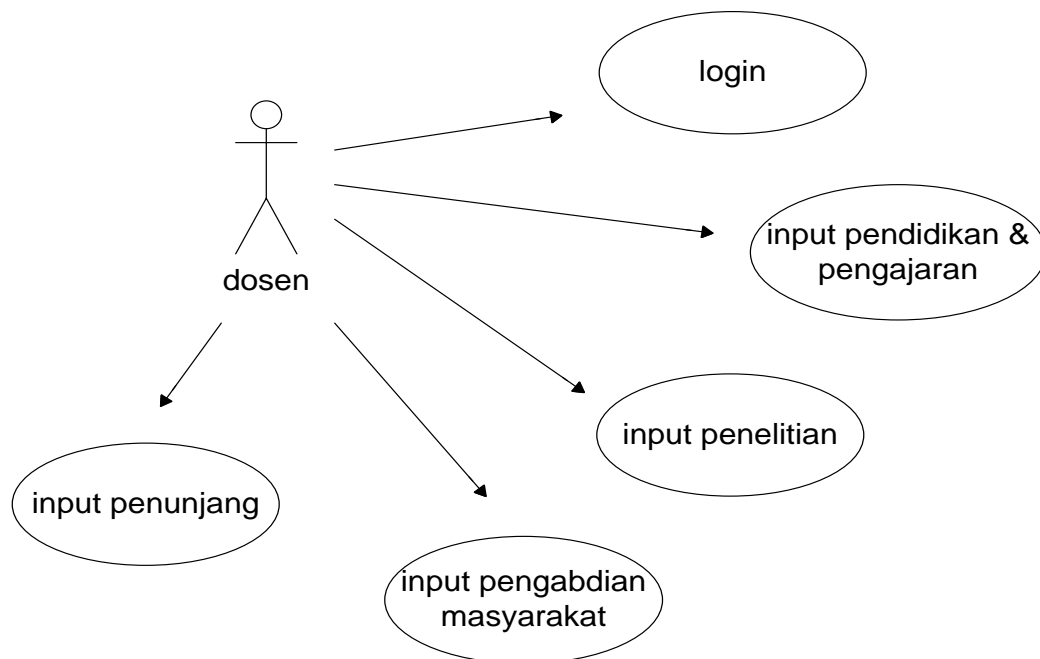 login
input pendidikan &
pengajaran
dosen
input penelitian
input penunjang
input pengabdian
masyarakat